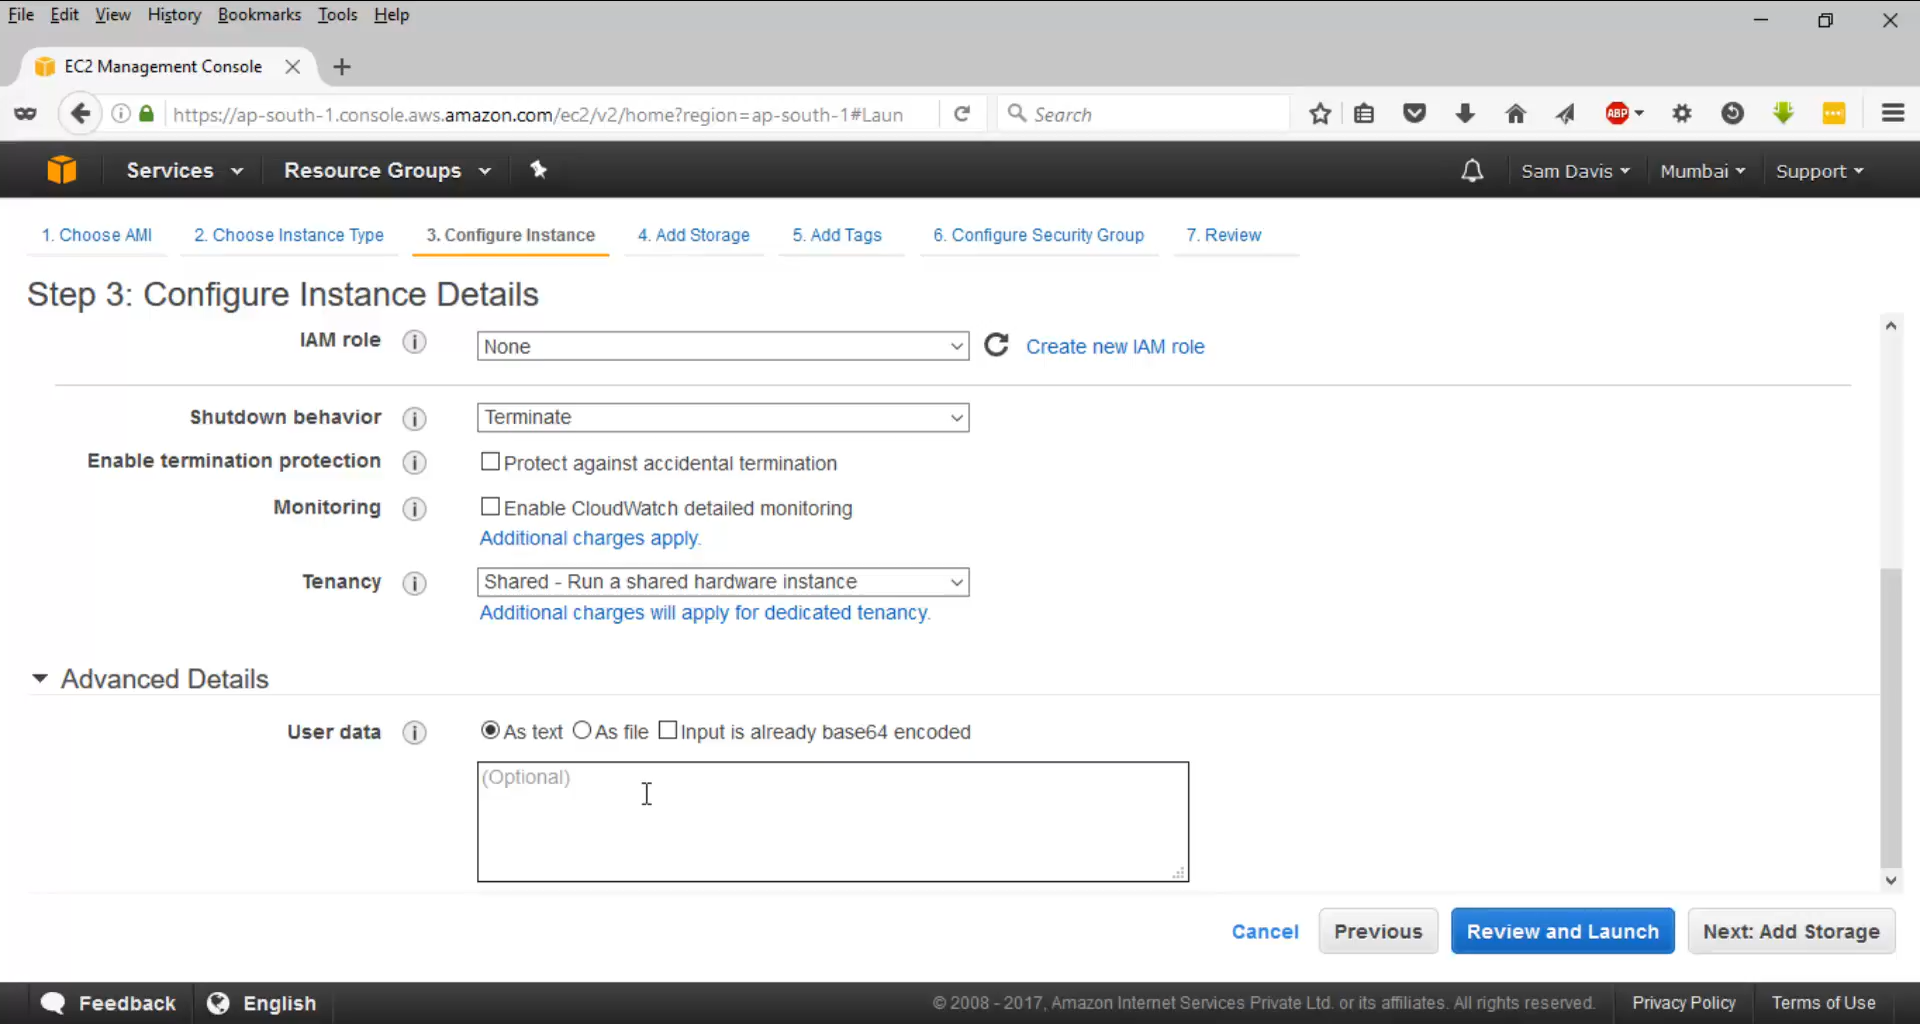 File Edit View History Bookmarks Tools Help
EC2 Management Console
https://ap-south-1.console.aws.amazon.com/ec2/v2/home?region=ap-south-1#Laun
Search
ABP
Services Resource Groups Sam Davis Mumbai Support
1. Choose AMI 2. Choose Instance Type 3. Configure Instance 4. Add Storage 5. Add Tags 6. Configure Security Group 7. Review
Step 3: Configure Instance Details
IAM role i None Create new IAM role
Shutdown behavior i Terminate
Enable termination protection i Protect against accidental termination
Monitoring i Enable CloudWatch detailed monitoring
Additional charges apply.
Tenancy i Shared - Run a shared hardware instance
Additional charges will apply for dedicated tenancy.
Advanced Details
User data i As text As file Input is already base64 encoded
(Optional)
Cancel Previous Review and Launch Next: Add Storage
Feedback English © 2008 - 2017, Amazon Internet Services Private Ltd. or its affiliates. All rights reserved. Privacy Policy Terms of Use